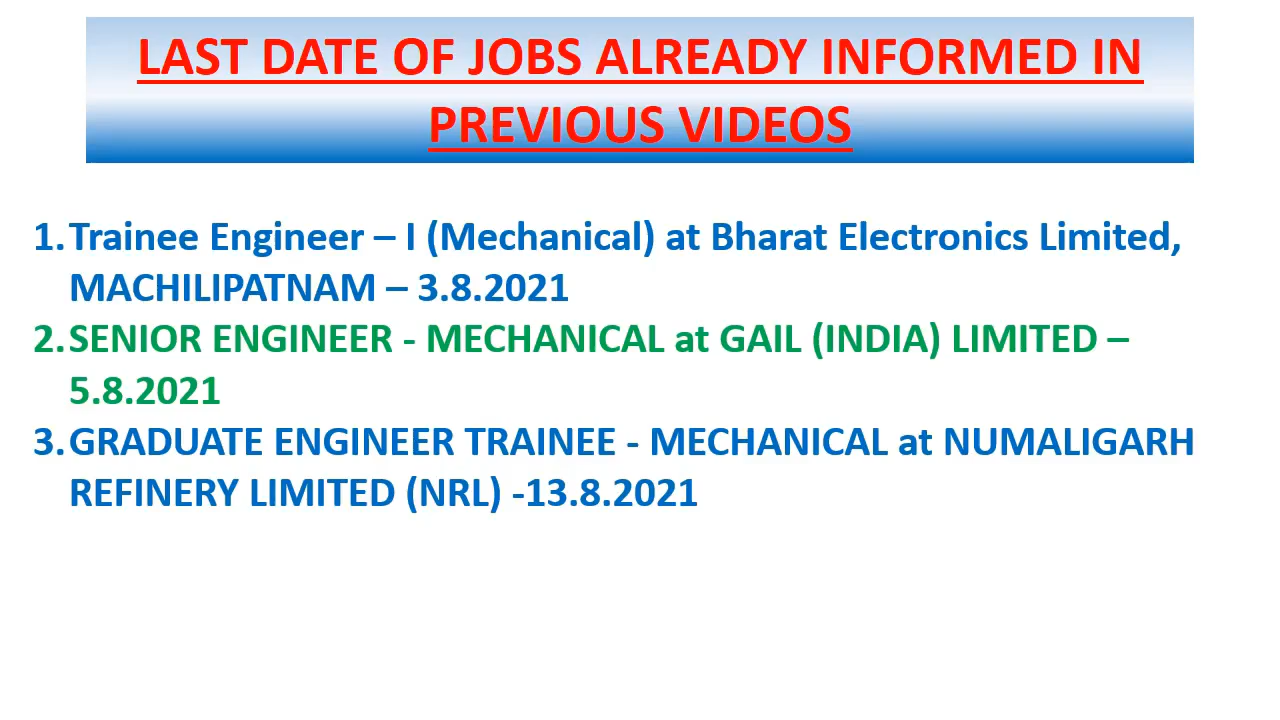 LAST DATE OF JOBS ALREADY INFORMED IN
PREVIOUS VIDEOS
1. Trainee Engineer – I (Mechanical) at Bharat Electronics Limited,
MACHILIPATNAM – 3.8.2021
2. SENIOR ENGINEER - MECHANICAL at GAIL (INDIA) LIMITED –
5.8.2021
3. GRADUATE ENGINEER TRAINEE - MECHANICAL at NUMALIGARH
REFINERY LIMITED (NRL) -13.8.2021